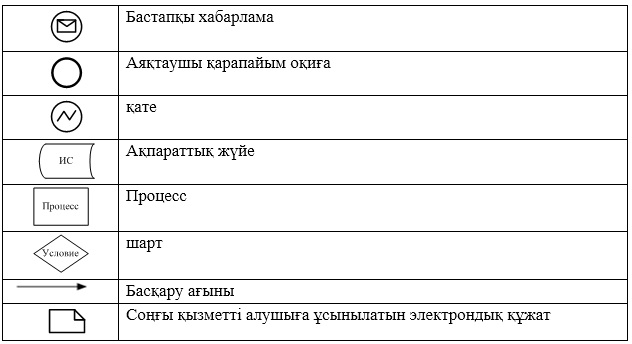 Бастапқы хабарлама
Аяқтаушы қарапайым оқиға
қате
ИС
Ақпараттық жүйе
Процесс
Процесс
Условие
шарт
Басқару ағыны
Соңғы қызметті алушыға ұсынылатын электрондық құжат